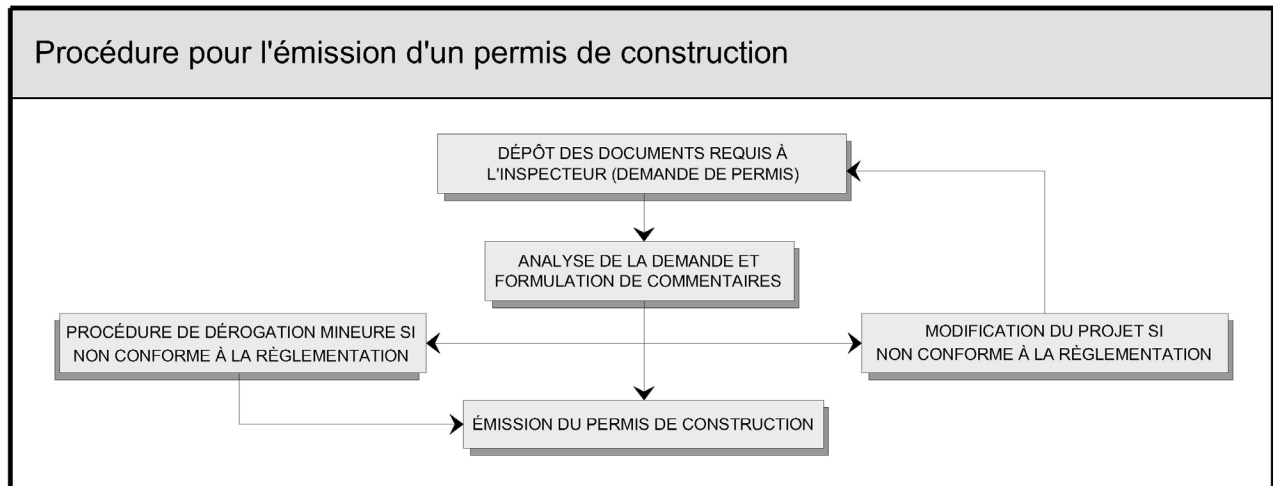 Procédure pour l'émission d'un permis de construction
DÉPÔT DES DOCUMENTS REQUIS À
L'INSPECTEUR (DEMANDE DE PERMIS)
ANALYSE DE LA DEMANDE ET
FORMULATION DE COMMENTAIRES
PROCÉDURE DE DÉROGATION MINEURE SI
NON CONFORME À LA RÈGLEMENTATION
MODIFICATION DU PROJET SI
NON CONFORME À LA RÈGLEMENTATION
ÉMISSION DU PERMIS DE CONSTRUCTION